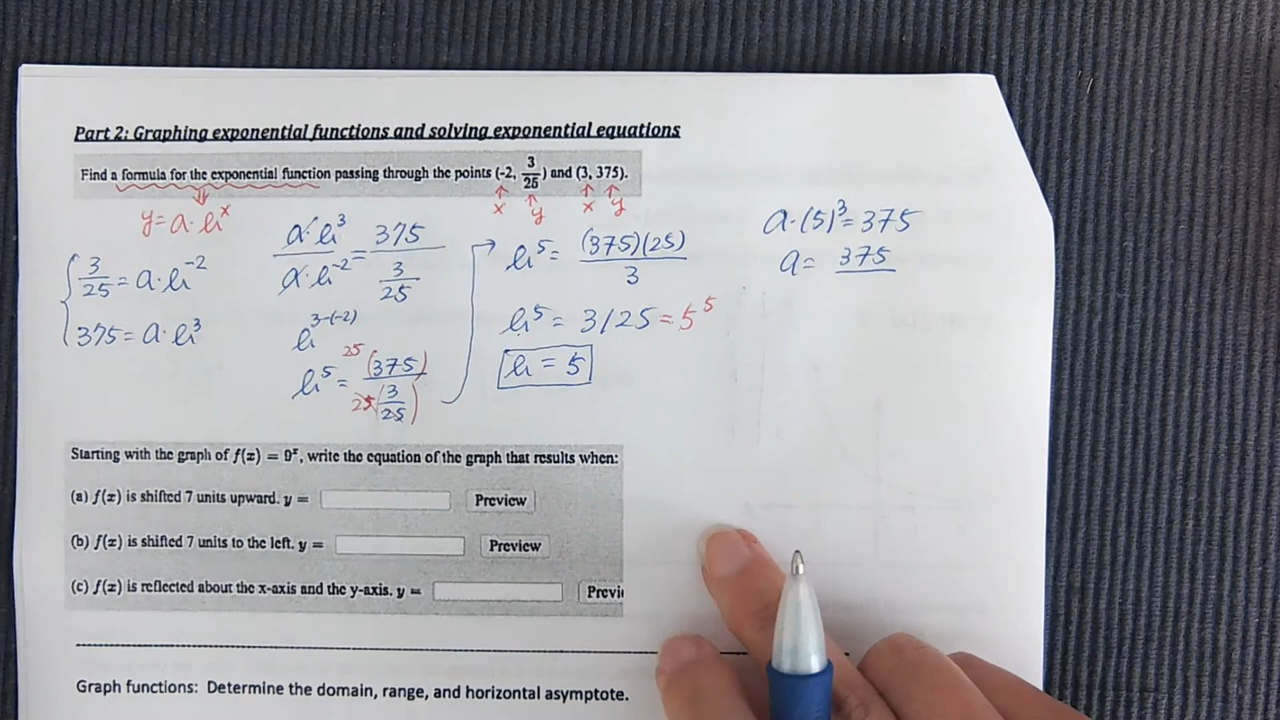 Part 2: Graphing exponential functions and solving exponential equations
Find a formula for the exponential function passing through the points (-2, 3/25) and (3, 375).
x y x y
y = a · b^x
{ 3/25 = a · b^-2
375 = a · b^3
a · b^3 / a · b^-2 = 375 / (3/25)
b^3-(-2)
b^5 = 25 (375) / 25 (3/25)
b^5 = (375)(25) / 3
b^5 = 3125 = 5^5
b = 5
a · (5)^3 = 375
a = 375
Starting with the graph of f(x) = 9^x, write the equation of the graph that results when:
(a) f(x) is shifted 7 units upward. y = Preview
(b) f(x) is shifted 7 units to the left. y = Preview
(c) f(x) is reflected about the x-axis and the y-axis. y = Previ
Graph functions: Determine the domain, range, and horizontal asymptote.